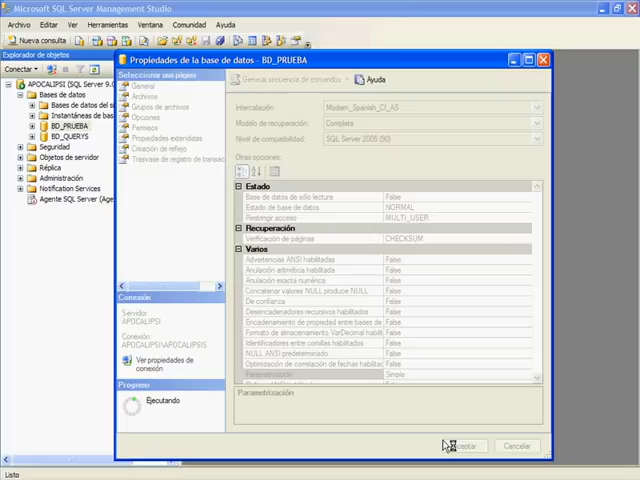 Microsoft SQL Server Management Studio
Archivo Editar Ver Herramientas Ventana Comunidad Ayuda
Nueva consulta
Explorador de objetos
Conectar
APOCALIPSI (SQL Server 9.0
Bases de datos
Bases de datos del s
Instantáneas de bas
BD_PRUEBA
BD_QUERYS
Seguridad
Objetos de servidor
Réplica
Administración
Notification Services
Agente SQL Server (Age
Propiedades de la base de datos - BD_PRUEBA
Seleccionar una página
General
Archivos
Grupos de archivos
Opciones
Permisos
Propiedades extendidas
Creación de reflejo
Trasvase de registro de transac
Conexión
Servidor:
APOCALIPSI
Conexión:
APOCALIPSI\APOCALIPSIS
Ver propiedades de
conexión
Progreso
Ejecutando
Generar secuencia de comandos
Ayuda
Intercalación: Modern_Spanish_CI_AS
Modelo de recuperación: Completa
Nivel de compatibilidad: SQL Server 2005 (90)
Otras opciones:
Estado
Base de datos de sólo lectura False
Estado de base de datos NORMAL
Restringir acceso MULTI_USER
Recuperación
Verificación de páginas CHECKSUM
Varios
Advertencias ANSI habilitadas False
Anulación aritmética habilitada False
Anulación exacta numérica False
Concatenar valores NULL produce NULL False
De confianza False
Desencadenadores recursivos habilitados False
Encadenamiento de propiedad entre bases de False
Formato de almacenamiento VarDecimal habilitado False
Identificadores entre comillas habilitados False
NULL ANSI predeterminado False
Optimización de correlación de fechas habilitad False
Parametrización Simple
Parametrización
Aceptar
Cancelar
Listo